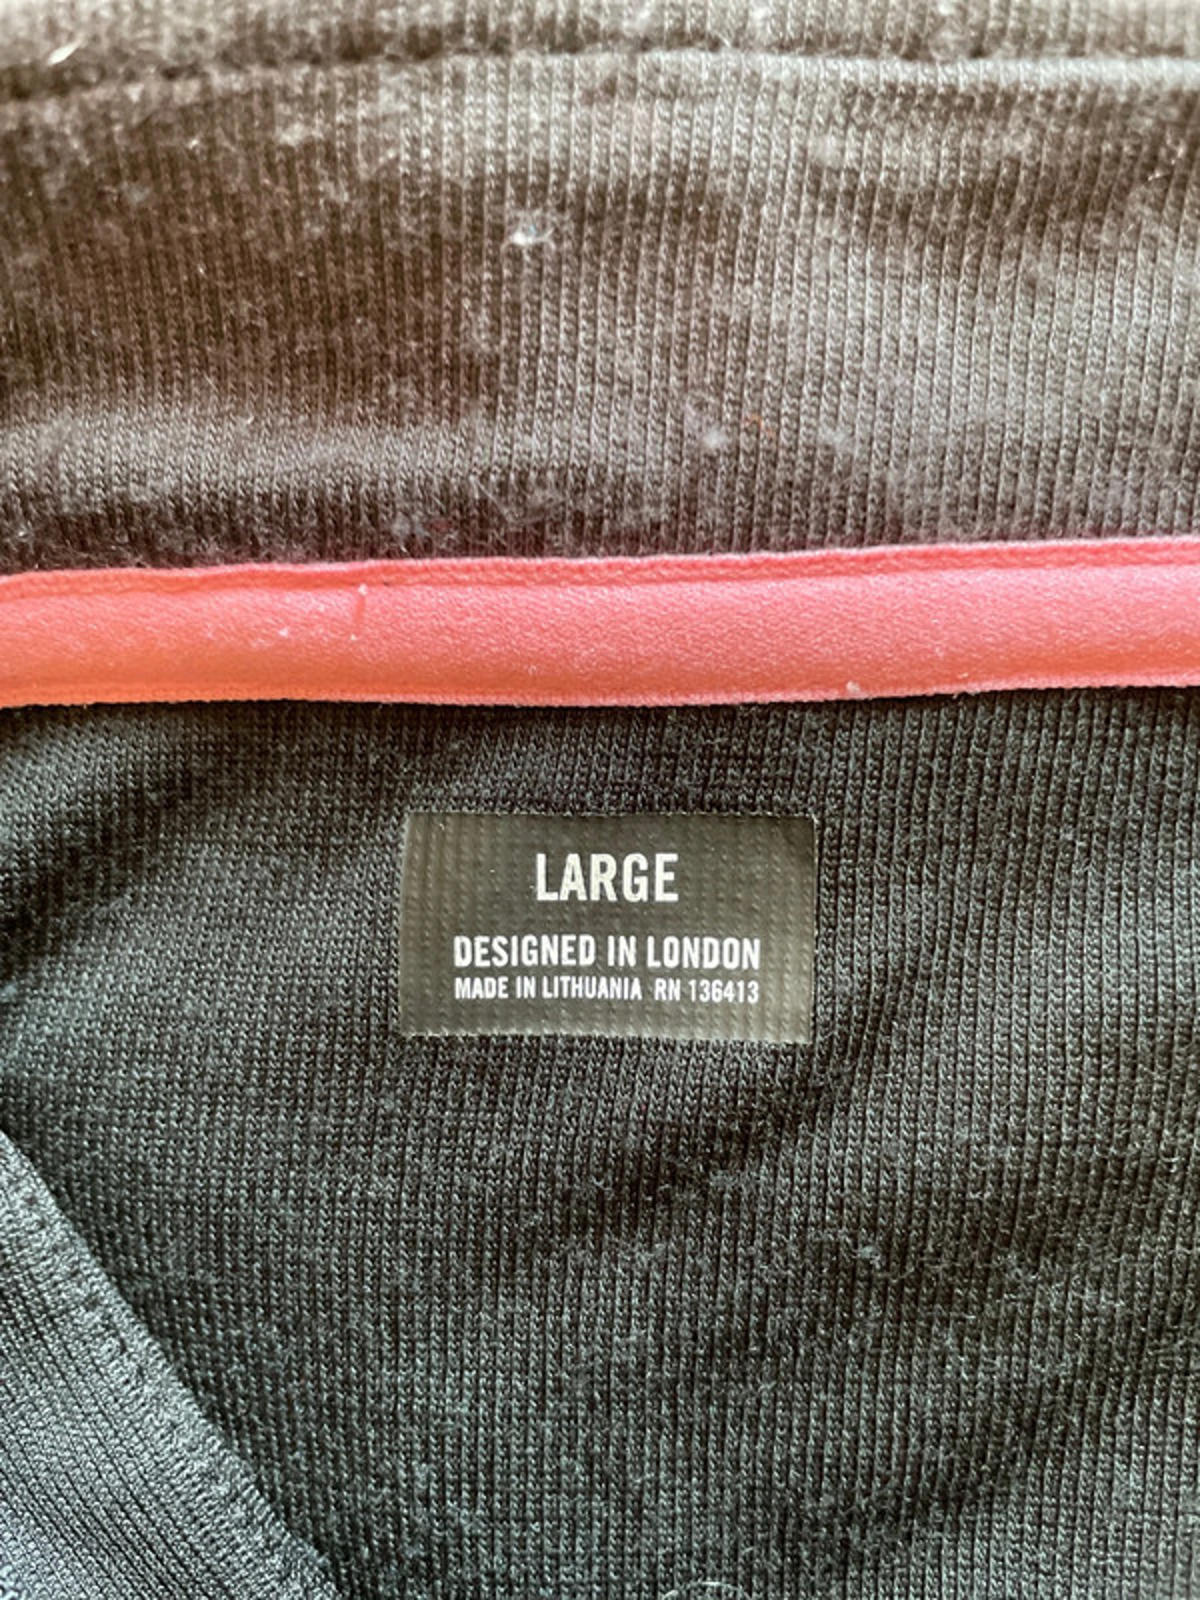 LARGE
DESIGNED IN LONDON
MADE IN LITHUANIA RN 136413